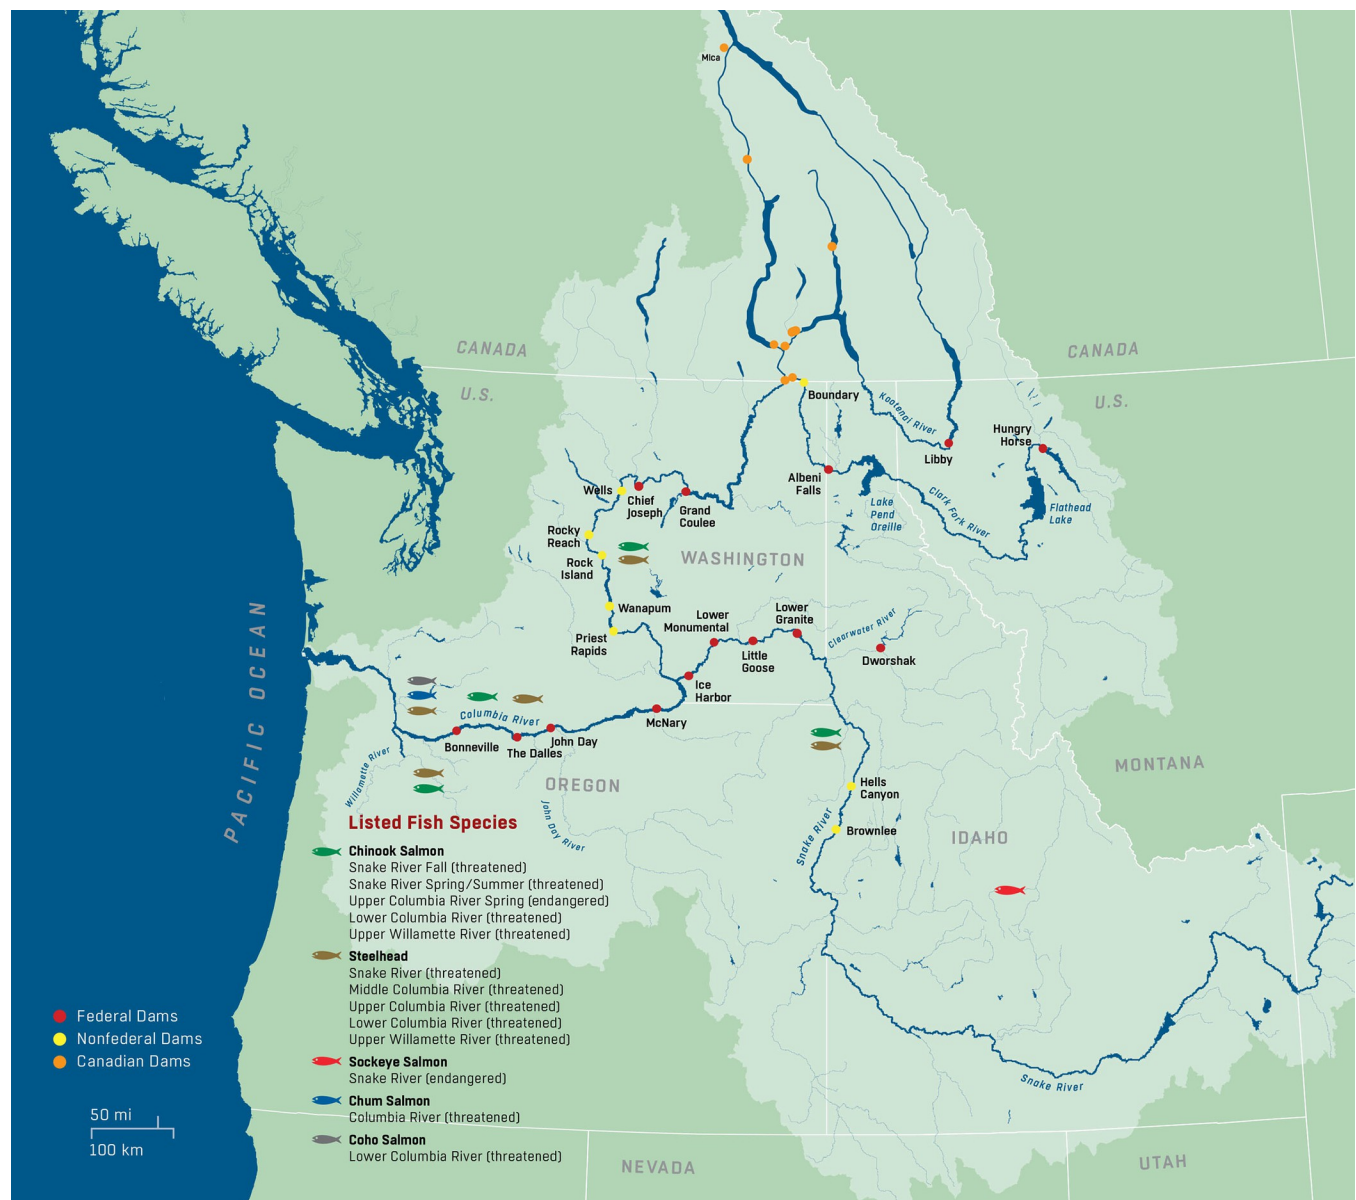 Mica
CANADA
CANADA
U.S.
U.S.
Boundary
Kootenai River
Libby
Hungry
Horse
Albeni
Falls
Lake
Pend
Oreille
Clark Fork River
Flathead
Lake
Wells
Chief
Joseph
Grand
Coulee
Rocky
Reach
Rock
Island
WASHINGTON
Wanapum
Priest
Rapids
Lower
Monumental
Little
Goose
Lower
Granite
Clearwater River
Dworshak
Ice
Harbor
McNary
PACIFIC OCEAN
Columbia River
Bonneville
The Dalles
John Day
Willamette River
OREGON
John Day River
MONTANA
Hells
Canyon
Brownlee
Snake River
IDAHO
Snake River
NEVADA
UTAH
Listed Fish Species
Chinook Salmon
Snake River Fall (threatened)
Snake River Spring/Summer (threatened)
Upper Columbia River Spring (endangered)
Lower Columbia River (threatened)
Upper Willamette River (threatened)
Steelhead
Snake River (threatened)
Middle Columbia River (threatened)
Upper Columbia River (threatened)
Lower Columbia River (threatened)
Upper Willamette River (threatened)
Sockeye Salmon
Snake River (endangered)
Chum Salmon
Columbia River (threatened)
Coho Salmon
Lower Columbia River (threatened)
Federal Dams
Nonfederal Dams
Canadian Dams
50 mi
100 km